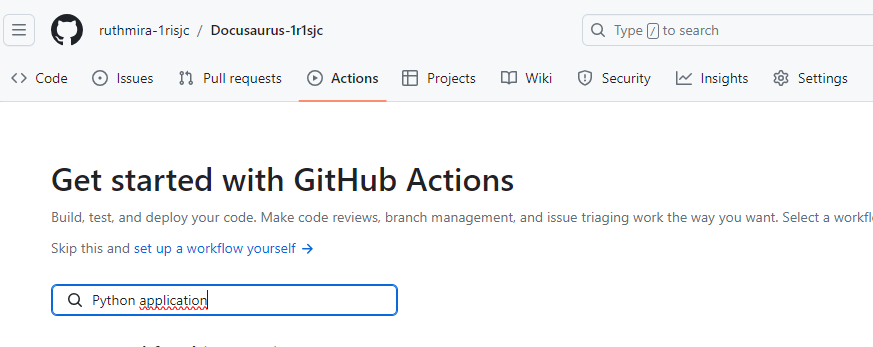 ruthmira-1risjc / Docusaurus-1r1sjc
Type / to search
Code Issues Pull requests Actions Projects Wiki Security Insights Settings
Get started with GitHub Actions
Build, test, and deploy your code. Make code reviews, branch management, and issue triaging work the way you want. Select a workfl
Skip this and set up a workflow yourself →
Python application